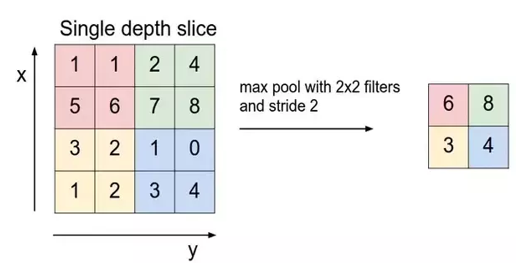 Single depth slice
x
1 1 2 4
5 6 7 8
3 2 1 0
1 2 3 4
y
max pool with 2x2 filters
and stride 2
6 8
3 4